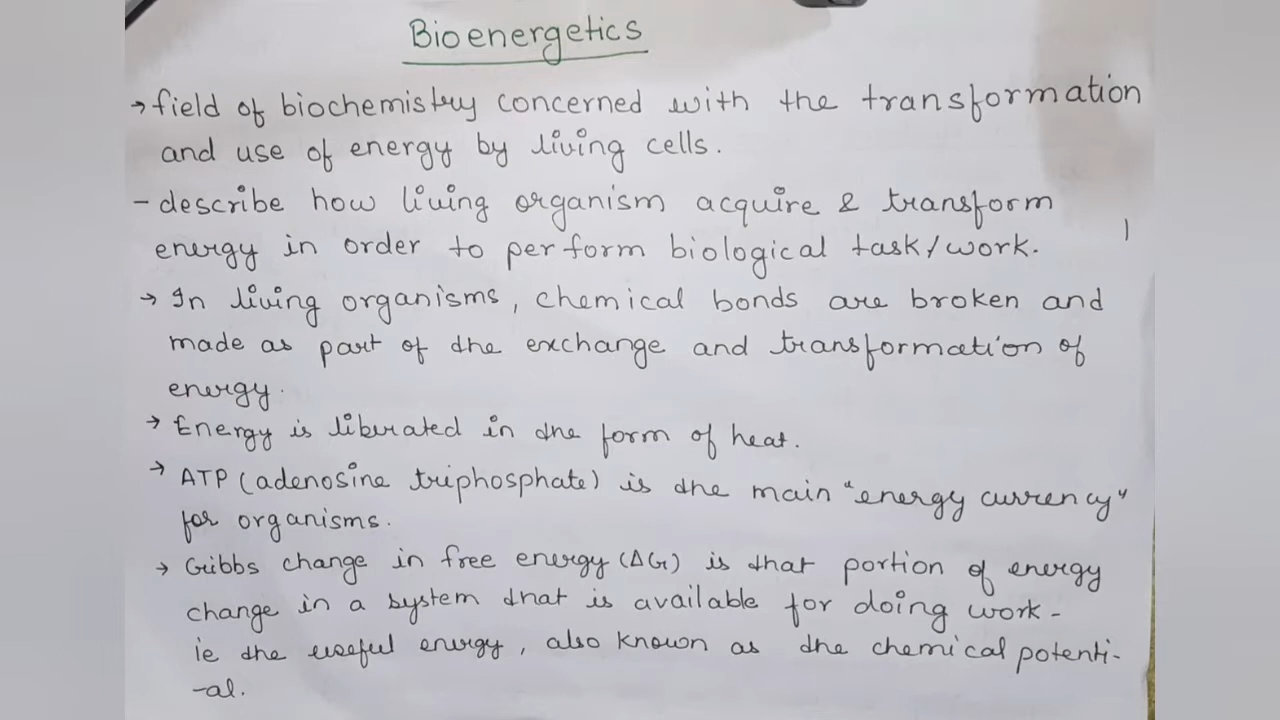 Bioenergetics
→ field of biochemistry concerned with the transformation
and use of energy by living cells.
- describe how living organism acquire & transform
energy in order to perform biological task/work.
→ In living organisms, chemical bonds are broken and
made as part of the exchange and transformation of
energy.
→ Energy is liberated in the form of heat.
→ ATP (adenosine triphosphate) is the main "energy currency"
for organisms.
→ Gibbs change in free energy (ΔG) is that portion of energy
change in a system that is available for doing work -
ie the useful energy, also known as the chemical potenti-
-al.